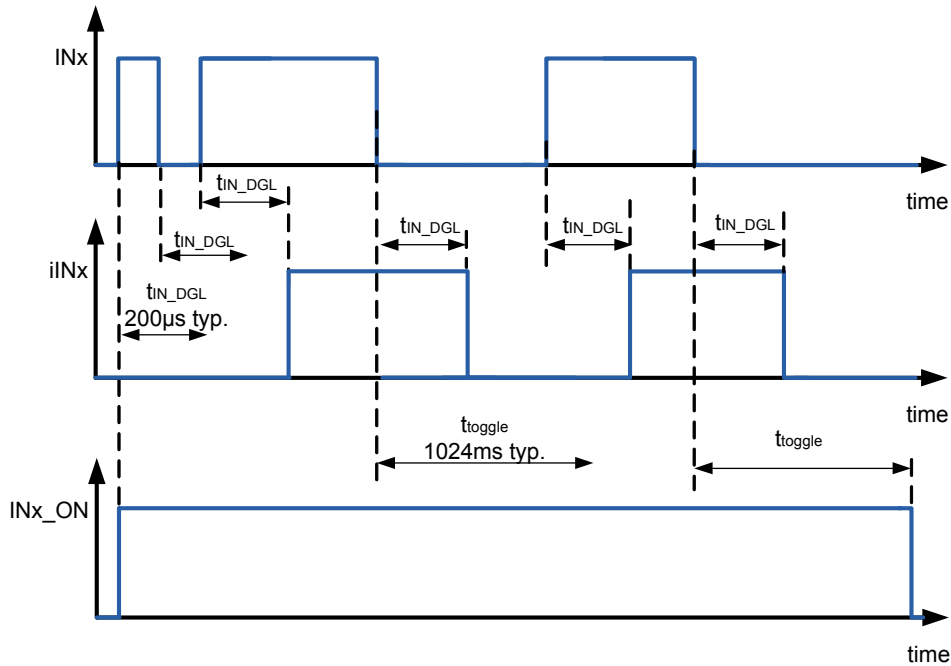 INx
time
tIN_DGL
tIN_DGL
tIN_DGL
tIN_DGL
tIN_DGL
iINx
tIN_DGL
200µs typ.
time
ttoggle
1024ms typ.
ttoggle
INx_ON
time